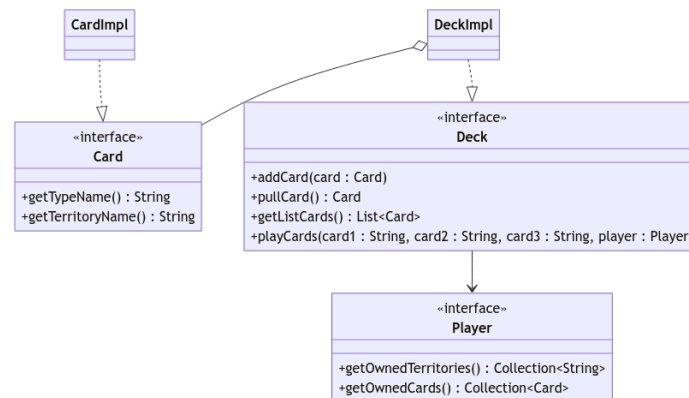 CardImpl
DeckImpl
«interface»
Card
+getTypeName() : String
+getTerritoryName() : String
«interface»
Deck
+addCard(card : Card)
+pullCard() : Card
+getListCards() : List<Card>
+playCards(card1 : String, card2 : String, card3 : String, player : Player
«interface»
Player
+getOwnedTerritories() : Collection<String>
+getOwnedCards() : Collection<Card>